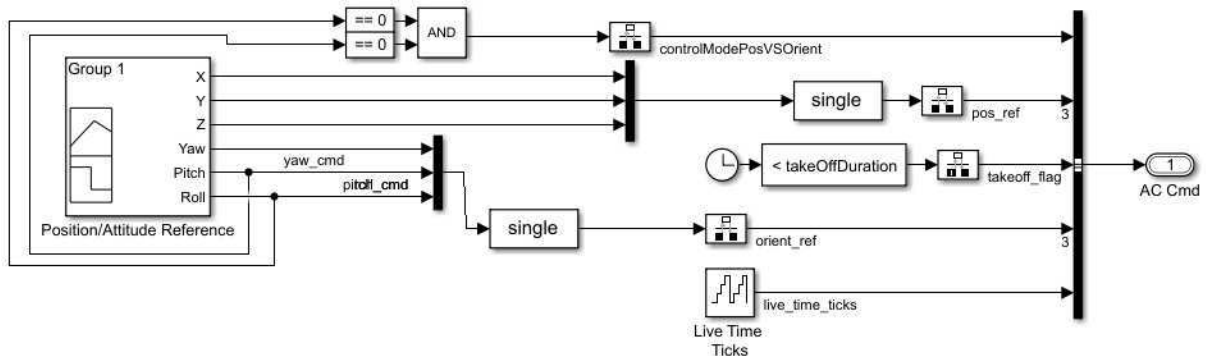 == 0
== 0
AND
controlModePosVSOrient
Group 1
X
Y
Z
Yaw
Pitch
Roll
Position/Attitude Reference
yaw_cmd
single
pos_ref
3
< takeOffDuration
takeoff_flag
1
AC Cmd
single
orient_ref
3
live_time_ticks
Live Time
Ticks